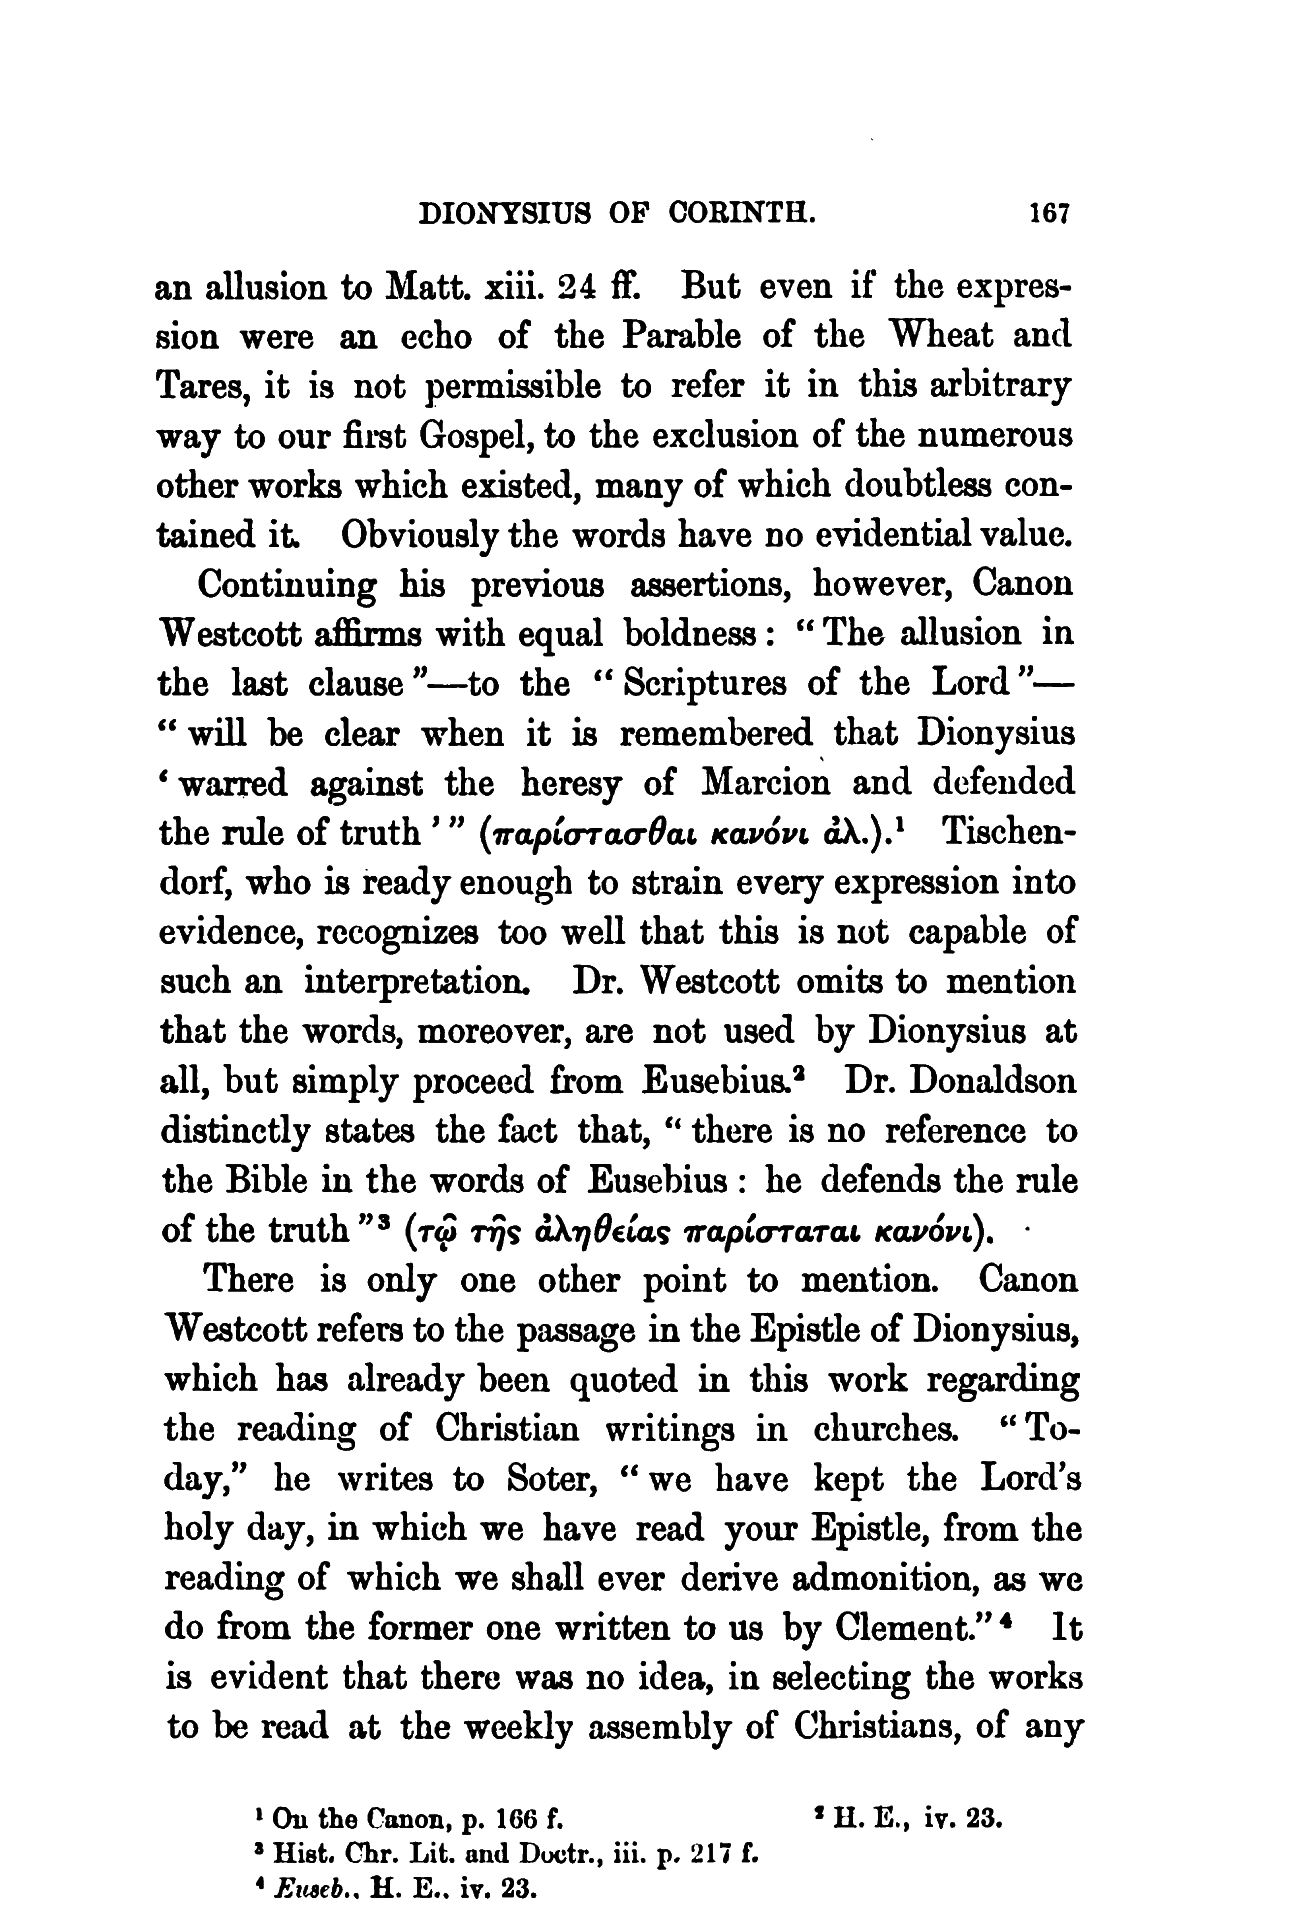 DIONYSIUS OF CORINTH. 167
an allusion to Matt. xiii. 24 ff. But even if the expres-
sion were an echo of the Parable of the Wheat and
Tares, it is not permissible to refer it in this arbitrary
way to our first Gospel, to the exclusion of the numerous
other works which existed, many of which doubtless con-
tained it. Obviously the words have no evidential value.
Continuing his previous assertions, however, Canon
Westcott affirms with equal boldness: “The allusion in
the last clause”—to the “Scriptures of the Lord”—
“will be clear when it is remembered that Dionysius
‘warred against the heresy of Marcion and defended
the rule of truth’” (παρίστασθαι κανόνι ἀλ.).¹ Tischen-
dorf, who is ready enough to strain every expression into
evidence, recognizes too well that this is not capable of
such an interpretation. Dr. Westcott omits to mention
that the words, moreover, are not used by Dionysius at
all, but simply proceed from Eusebius.² Dr. Donaldson
distinctly states the fact that, “there is no reference to
the Bible in the words of Eusebius: he defends the rule
of the truth”³ (τῷ τῆς ἀληθείας παρίσταται κανόνι).
There is only one other point to mention. Canon
Westcott refers to the passage in the Epistle of Dionysius,
which has already been quoted in this work regarding
the reading of Christian writings in churches. “To-
day,” he writes to Soter, “we have kept the Lord’s
holy day, in which we have read your Epistle, from the
reading of which we shall ever derive admonition, as we
do from the former one written to us by Clement.”⁴ It
is evident that there was no idea, in selecting the works
to be read at the weekly assembly of Christians, of any
¹ On the Canon, p. 166 f. ² H. E., iv. 23.
³ Hist. Chr. Lit. and Doctr., iii. p. 217 f.
⁴ Euseb., H. E., iv. 23.